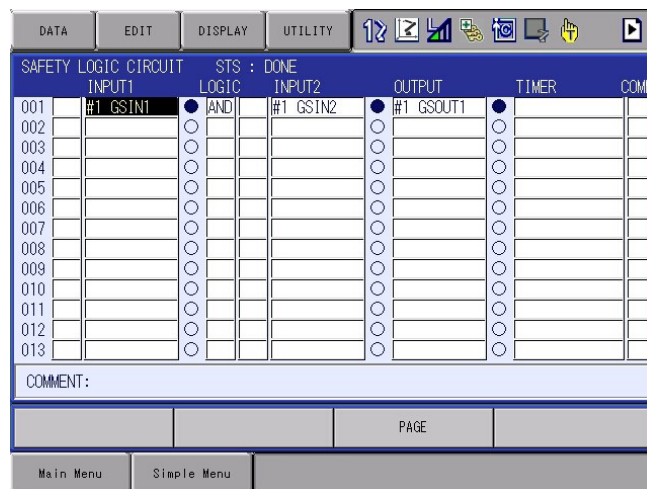 DATA EDIT DISPLAY UTILITY
SAFETY LOGIC CIRCUIT STS : DONE
INPUT1 LOGIC INPUT2 OUTPUT TIMER
001 #1 GSIN1 AND #1 GSIN2 #1 GSOUT1
002
003
004
005
006
007
008
009
010
011
012
013
COMMENT:
PAGE
Main Menu Simple Menu